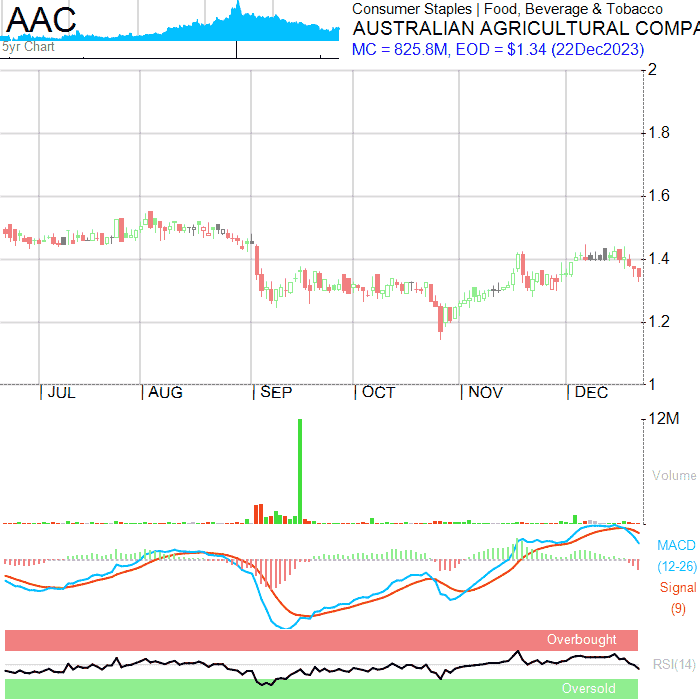 AAC
5yr Chart
Consumer Staples | Food, Beverage & Tobacco
AUSTRALIAN AGRICULTURAL COMPA
MC = 825.8M, EOD = $1.34 (22Dec2023)
2
1.8
1.6
1.4
1.2
1
JUL AUG SEP OCT NOV DEC
12M
Volume
MACD
(12-26)
Signal
(9)
Overbought
RSI(14)
Oversold